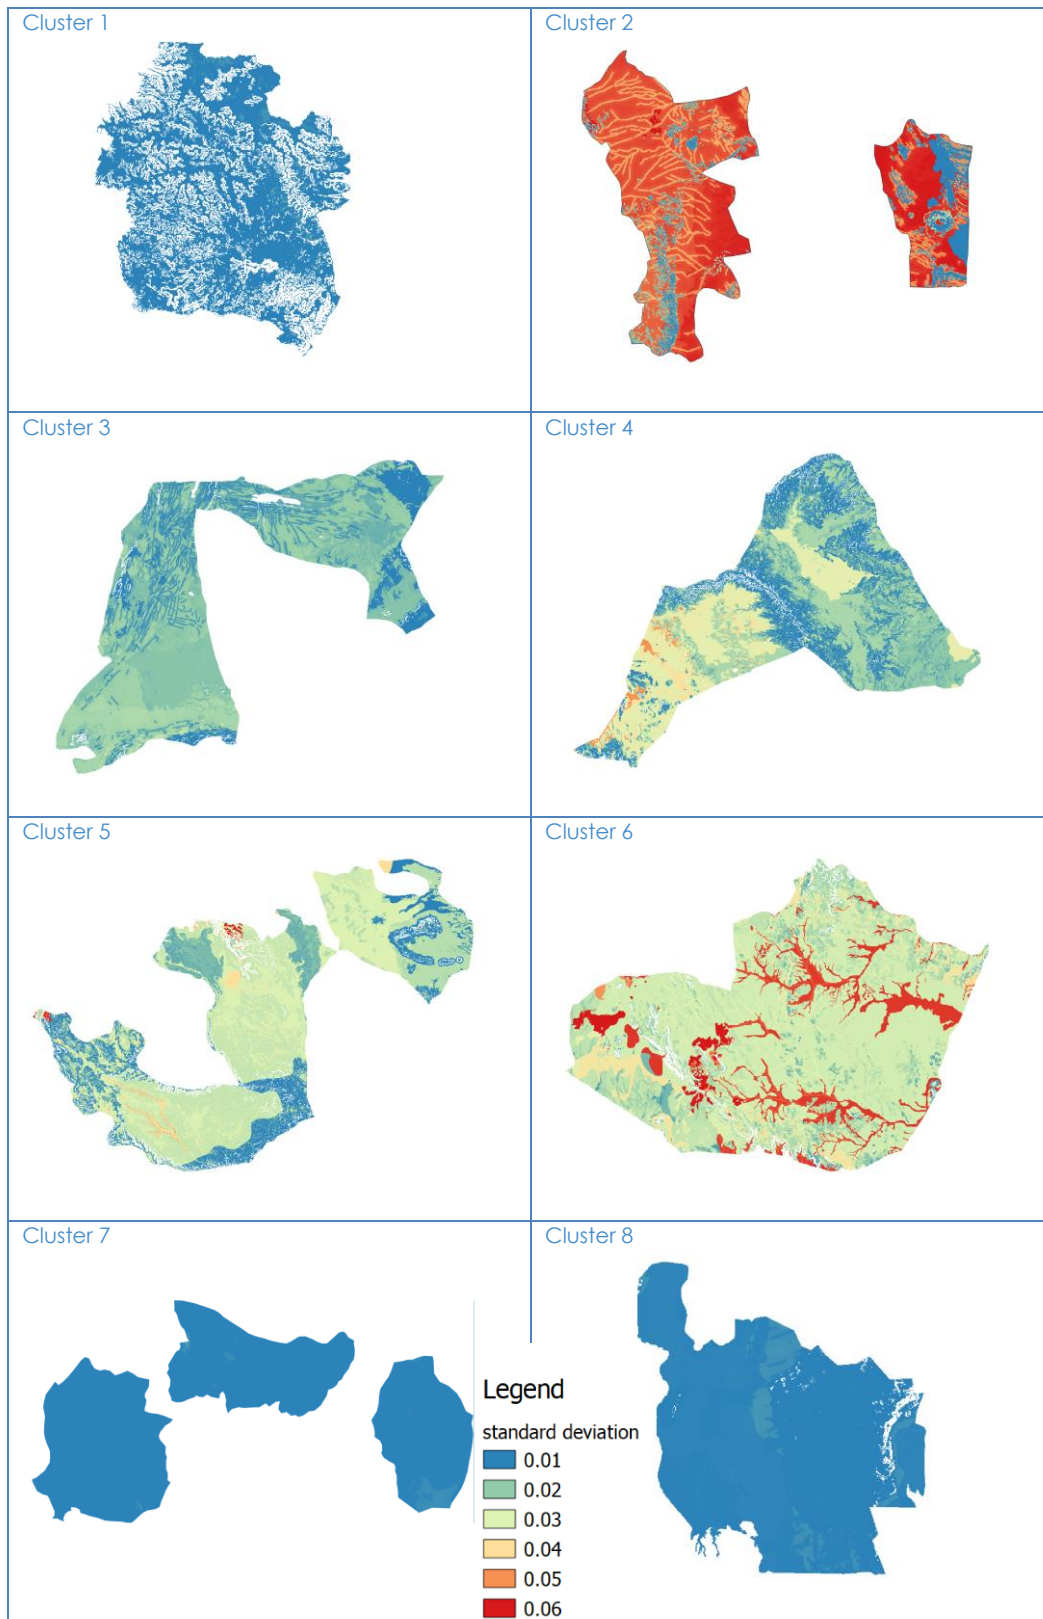 Cluster 1
Cluster 2
Cluster 3
Cluster 4
Cluster 5
Cluster 6
Cluster 7
Cluster 8
Legend
standard deviation
0.01
0.02
0.03
0.04
0.05
0.06